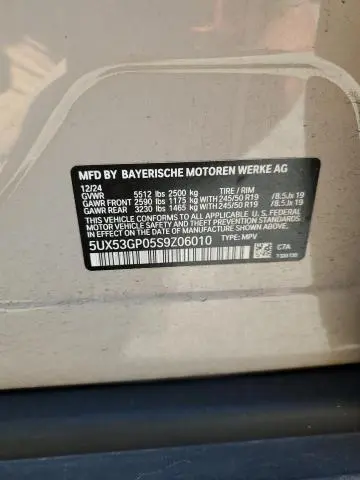 MFD BY BAYERISCHE MOTOREN WERKE AG
12/24
GVWR 5512 lbs 2500 kg TIRE / RIM
GAWR FRONT 2590 lbs 1175 kg WITH 245/50 R19 /8.5Jx 19
GAWR REAR 3230 lbs 1465 kg WITH 245/50 R19 /8.5Jx 19
THIS VEHICLE CONFORMS TO ALL APPLICABLE U. S. FEDERAL
MOTOR VEHICLE SAFETY, AND THEFT PREVENTION STANDARDS
IN EFFECT ON THE DATE OF MANUFACTURE SHOWN ABOVE.
5UX53GP05S9Z06010 TYPE: MPV
C7A